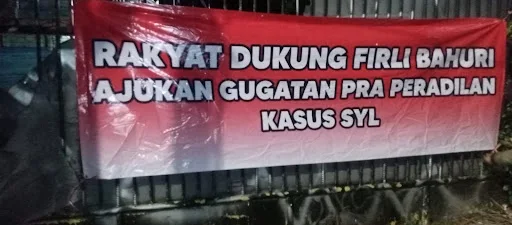 RAKYAT DUKUNG FIRLI BAHURI
AJUKAN GUGATAN PRA PERADILAN
KASUS SYL